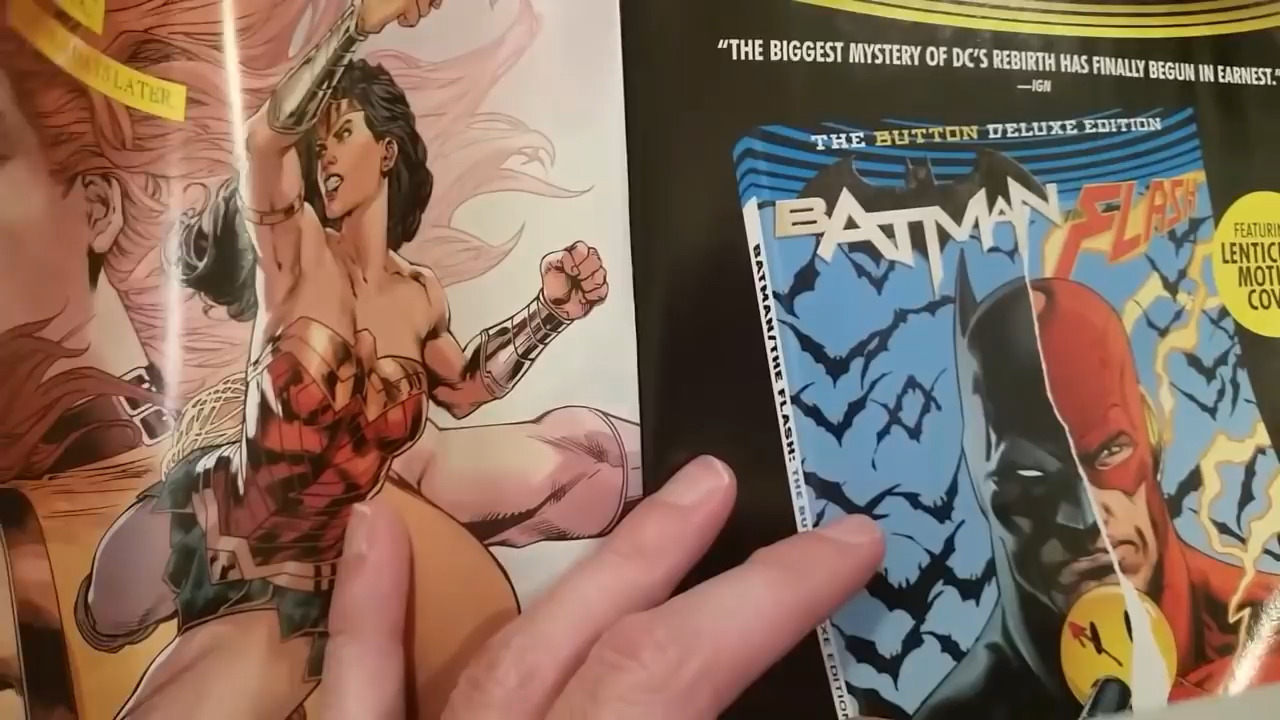 LATER
"THE BIGGEST MYSTERY OF DC'S REBIRTH HAS FINALLY BEGUN IN EARNEST."
—IGN
THE BUTTON DELUXE EDITION
BATMAN
FLASH
BATMAN/THE FLASH: THE BU
XE EDITION
FEATURIN
LENTICU
MOTI
COV